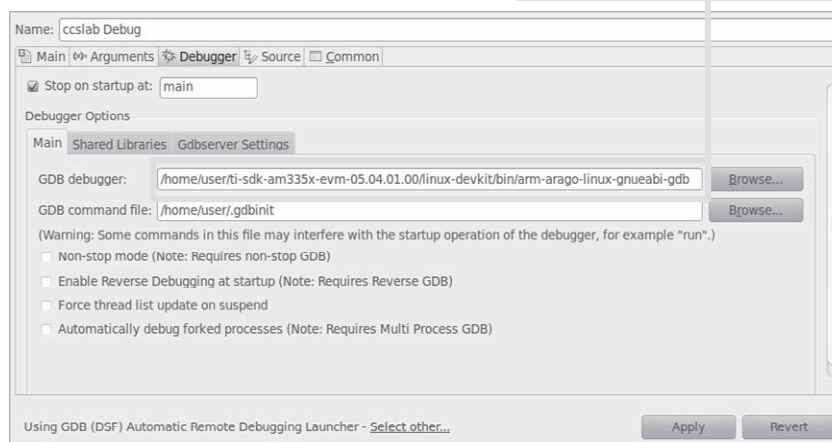 Name: ccslab Debug
Main (x)= Arguments Debugger Source Common
Stop on startup at: main
Debugger Options
Main Shared Libraries Gdbserver Settings
GDB debugger: /home/user/ti-sdk-am335x-evm-05.04.01.00/linux-devkit/bin/arm-arago-linux-gnueabi-gdb Browse...
GDB command file: /home/user/.gdbinit Browse...
(Warning: Some commands in this file may interfere with the startup operation of the debugger, for example "run".)
Non-stop mode (Note: Requires non-stop GDB)
Enable Reverse Debugging at startup (Note: Requires Reverse GDB)
Force thread list update on suspend
Automatically debug forked processes (Note: Requires Multi Process GDB)
Using GDB (DSF) Automatic Remote Debugging Launcher - Select other... Apply Revert